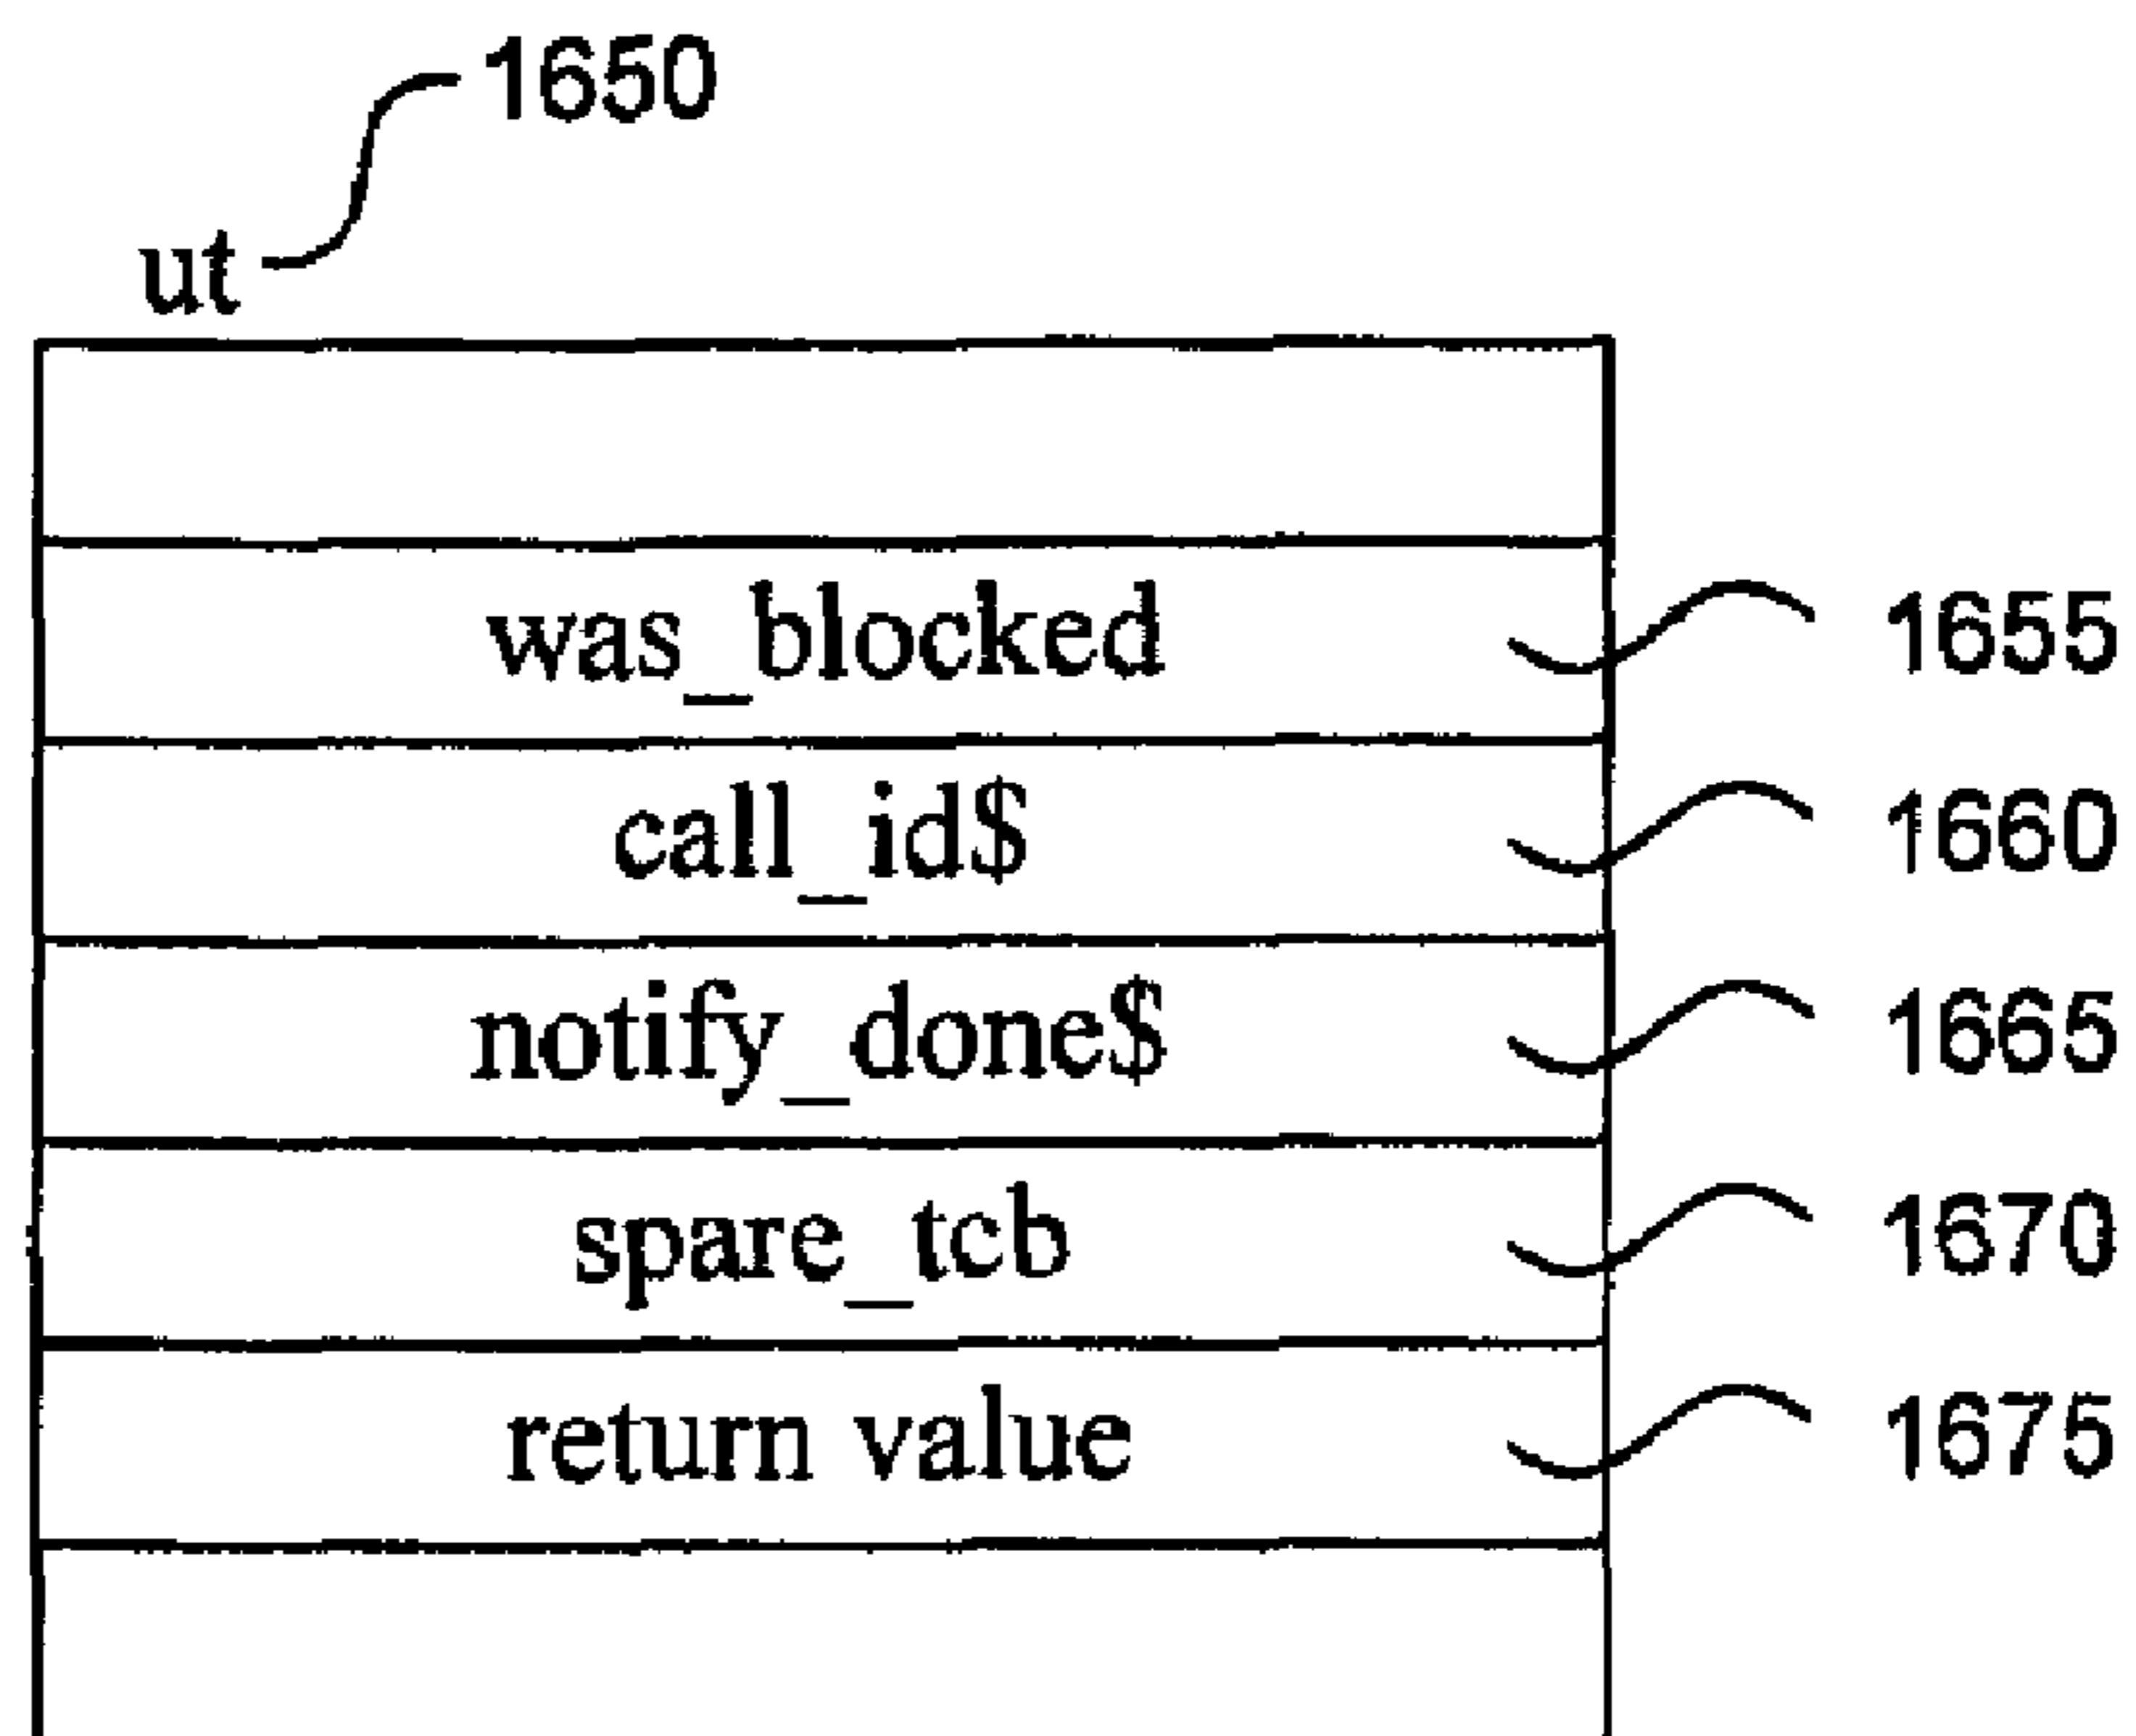 1650
ut
was_blocked 1655
call_id$ 1660
notify_done$ 1665
spare_tcb 1670
return value 1675